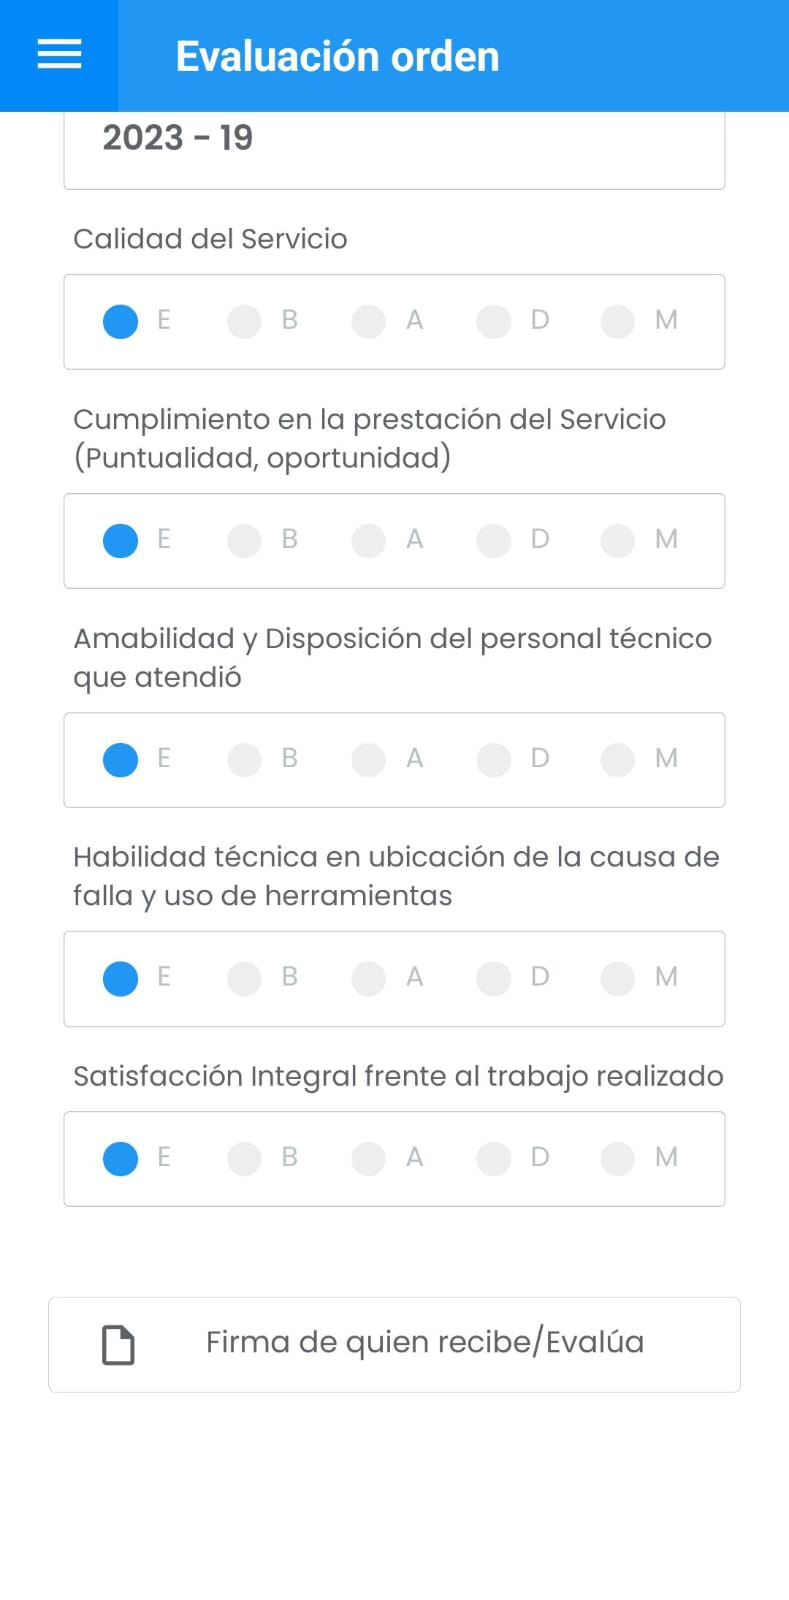 Evaluación orden
2023 - 19
Calidad del Servicio
E B A D M
Cumplimiento en la prestación del Servicio
(Puntualidad, oportunidad)
E B A D M
Amabilidad y Disposición del personal técnico
que atendió
E B A D M
Habilidad técnica en ubicación de la causa de
falla y uso de herramientas
E B A D M
Satisfacción Integral frente al trabajo realizado
E B A D M
Firma de quien recibe/Evalúa